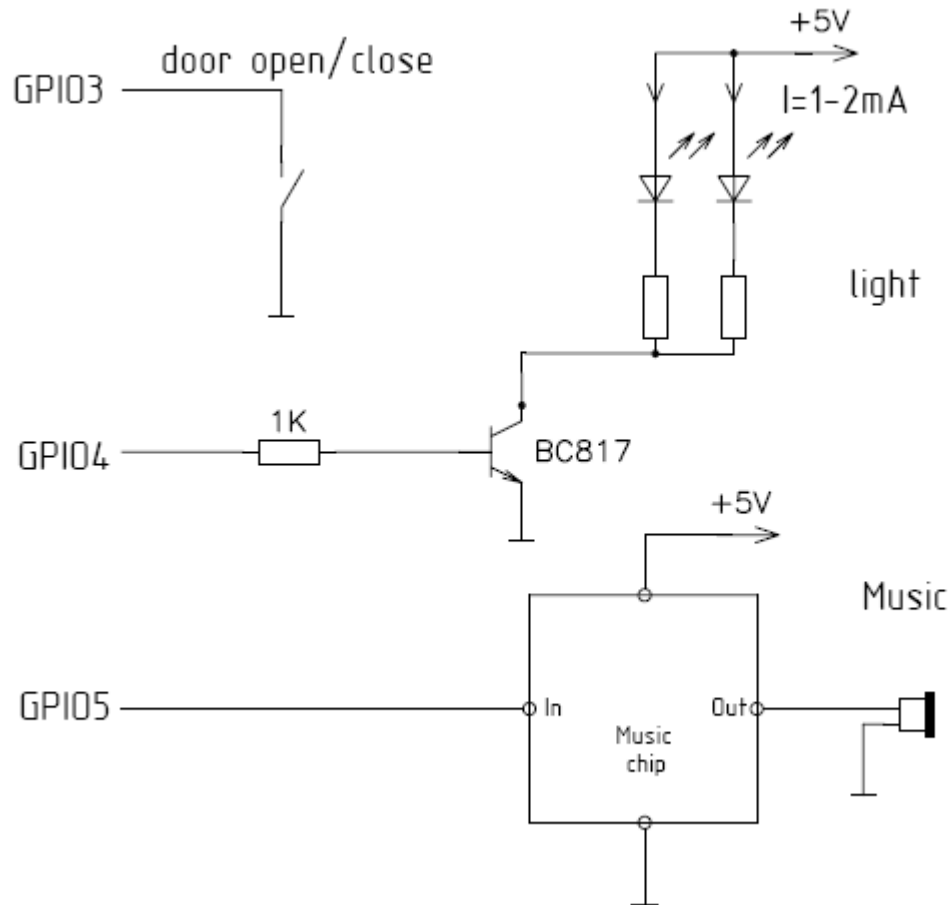 +5V
door open/close
GPIO3
I=1-2mA
light
1K
GPIO4
BC817
+5V
Music
GPIO5
In
Out
Music
chip